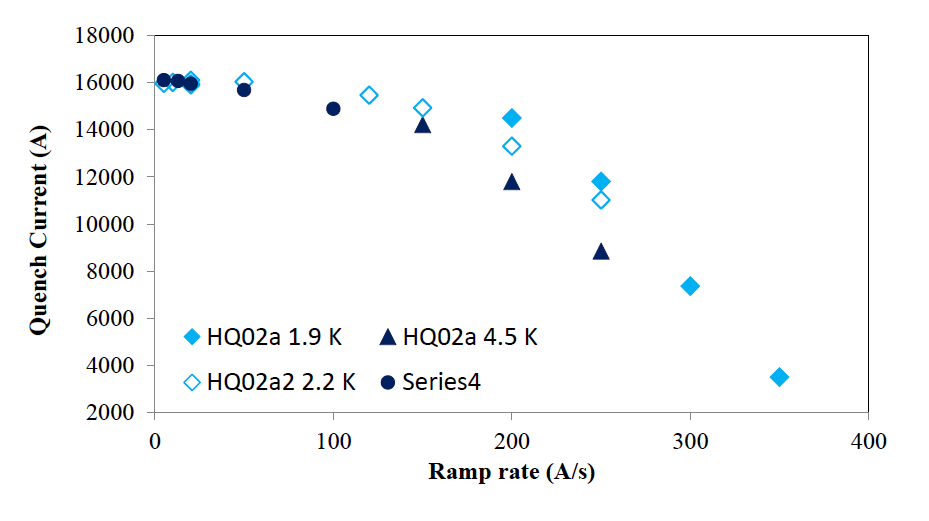 18000
16000
14000
12000
10000
8000
6000
4000
2000
Quench Current (A)
HQ02a 1.9 K
HQ02a 4.5 K
HQ02a2 2.2 K
Series4
0
100
200
300
400
Ramp rate (A/s)